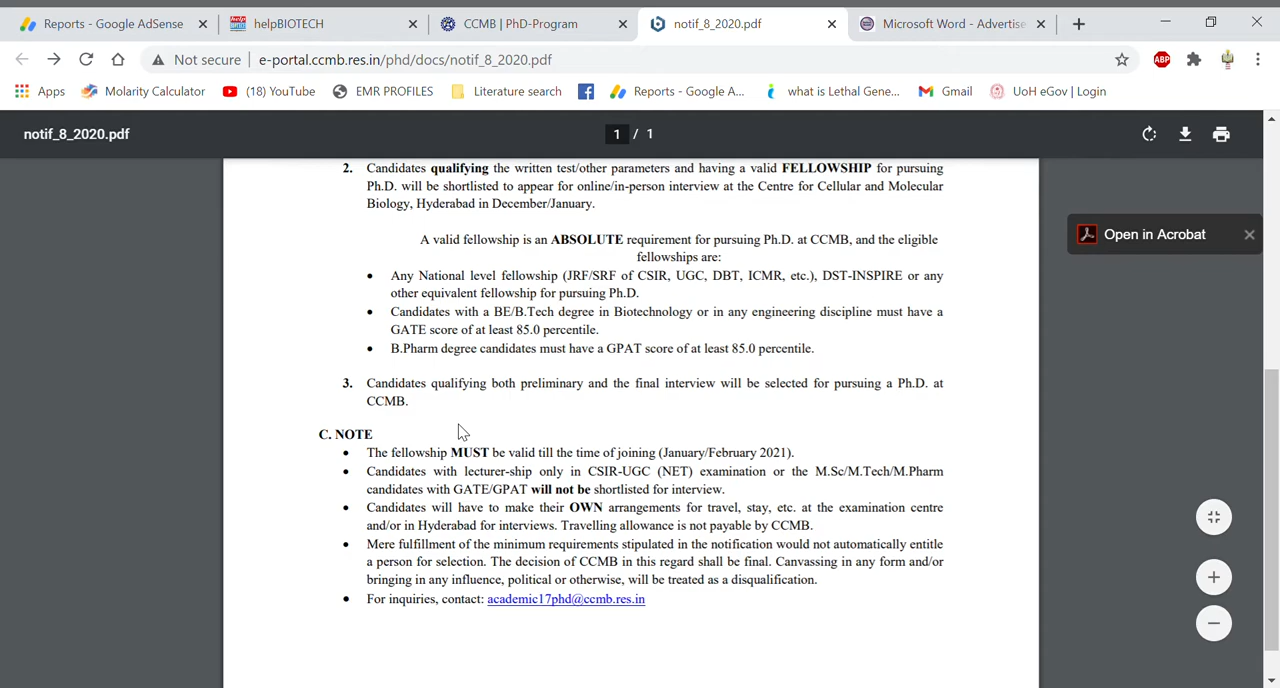 Reports - Google AdSense
helpBIOTECH
CCMB | PhD-Program
notif_8_2020.pdf
Microsoft Word - Advertise
Not secure | e-portal.ccmb.res.in/phd/docs/notif_8_2020.pdf
ABP
Apps
Molarity Calculator
(18) YouTube
EMR PROFILES
Literature search
Reports - Google A...
what is Lethal Gene...
Gmail
UoH eGov | Login
notif_8_2020.pdf
1 / 1
Open in Acrobat
2. Candidates qualifying the written test/other parameters and having a valid FELLOWSHIP for pursuing
Ph.D. will be shortlisted to appear for online/in-person interview at the Centre for Cellular and Molecular
Biology, Hyderabad in December/January.
A valid fellowship is an ABSOLUTE requirement for pursuing Ph.D. at CCMB, and the eligible
fellowships are:
• Any National level fellowship (JRF/SRF of CSIR, UGC, DBT, ICMR, etc.), DST-INSPIRE or any
other equivalent fellowship for pursuing Ph.D.
• Candidates with a BE/B.Tech degree in Biotechnology or in any engineering discipline must have a
GATE score of at least 85.0 percentile.
• B.Pharm degree candidates must have a GPAT score of at least 85.0 percentile.
3. Candidates qualifying both preliminary and the final interview will be selected for pursuing a Ph.D. at
CCMB.
C. NOTE
• The fellowship MUST be valid till the time of joining (January/February 2021).
• Candidates with lecturer-ship only in CSIR-UGC (NET) examination or the M.Sc/M.Tech/M.Pharm
candidates with GATE/GPAT will not be shortlisted for interview.
• Candidates will have to make their OWN arrangements for travel, stay, etc. at the examination centre
and/or in Hyderabad for interviews. Travelling allowance is not payable by CCMB.
• Mere fulfillment of the minimum requirements stipulated in the notification would not automatically entitle
a person for selection. The decision of CCMB in this regard shall be final. Canvassing in any form and/or
bringing in any influence, political or otherwise, will be treated as a disqualification.
• For inquiries, contact: academic17phd@ccmb.res.in